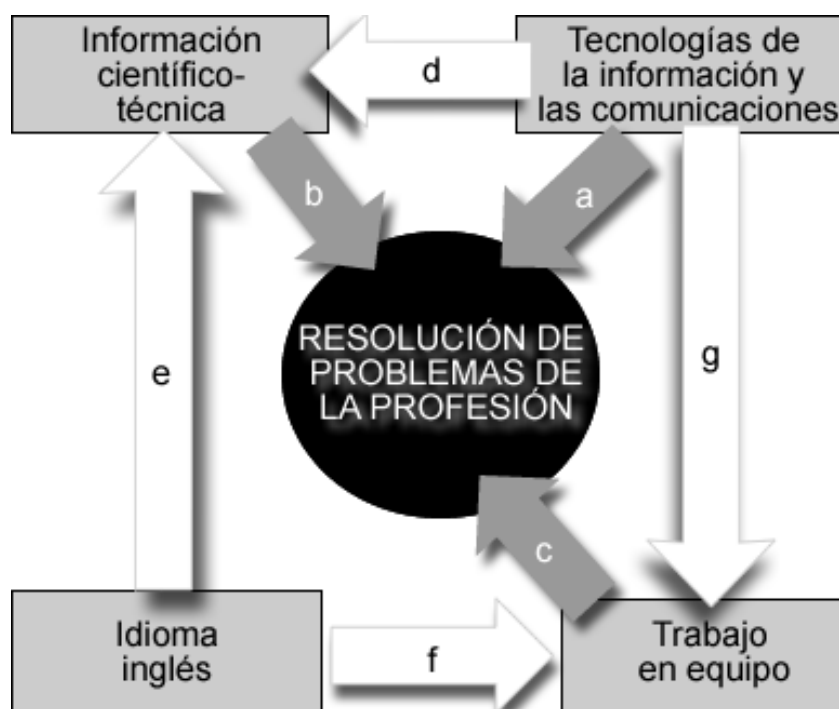 Información
científico-
técnica
d
Tecnologías de
la información y
las comunicaciones
b
a
RESOLUCIÓN DE
PROBLEMAS DE
LA PROFESIÓN
e
g
c
Idioma
inglés
f
Trabajo
en equipo